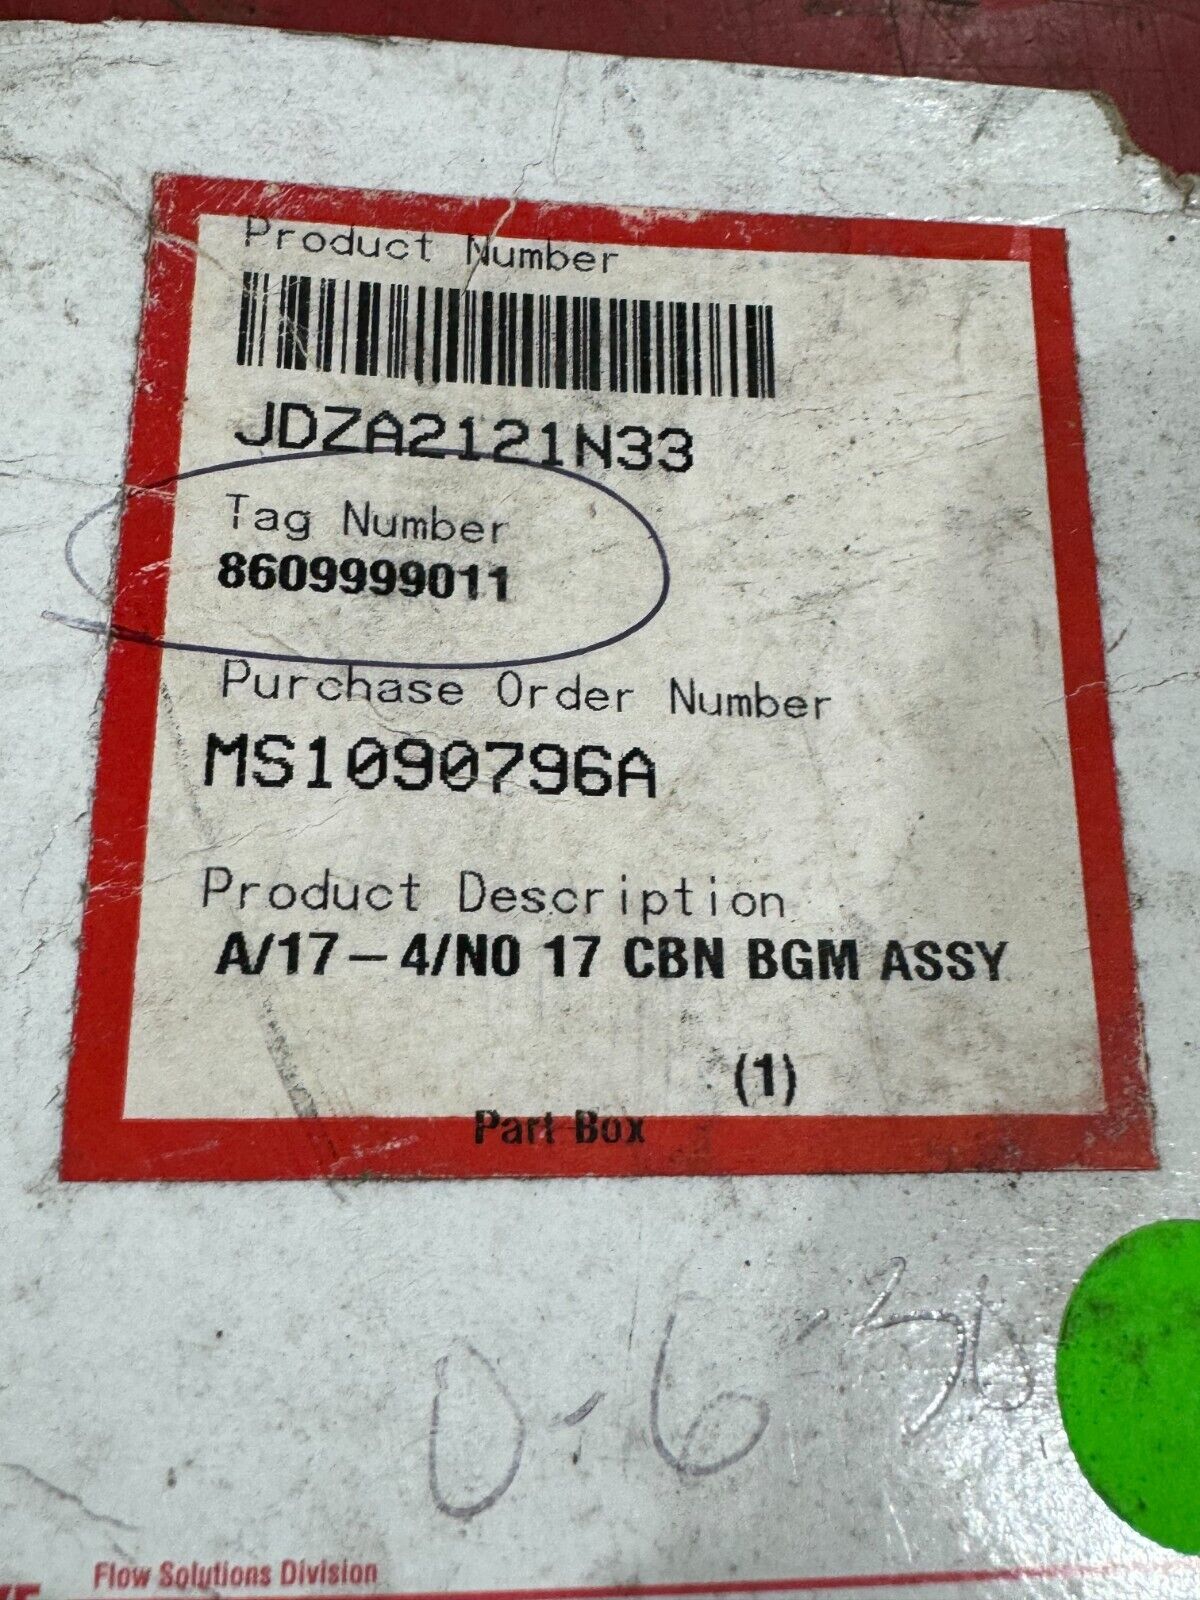 Product Number
JDZA2121N33
Tag Number
8609999011
Purchase Order Number
MS1090796A
Product Description
A/17-4/NO 17 CBN BGM ASSY
(1)
Part Box
Flow Solutions Division